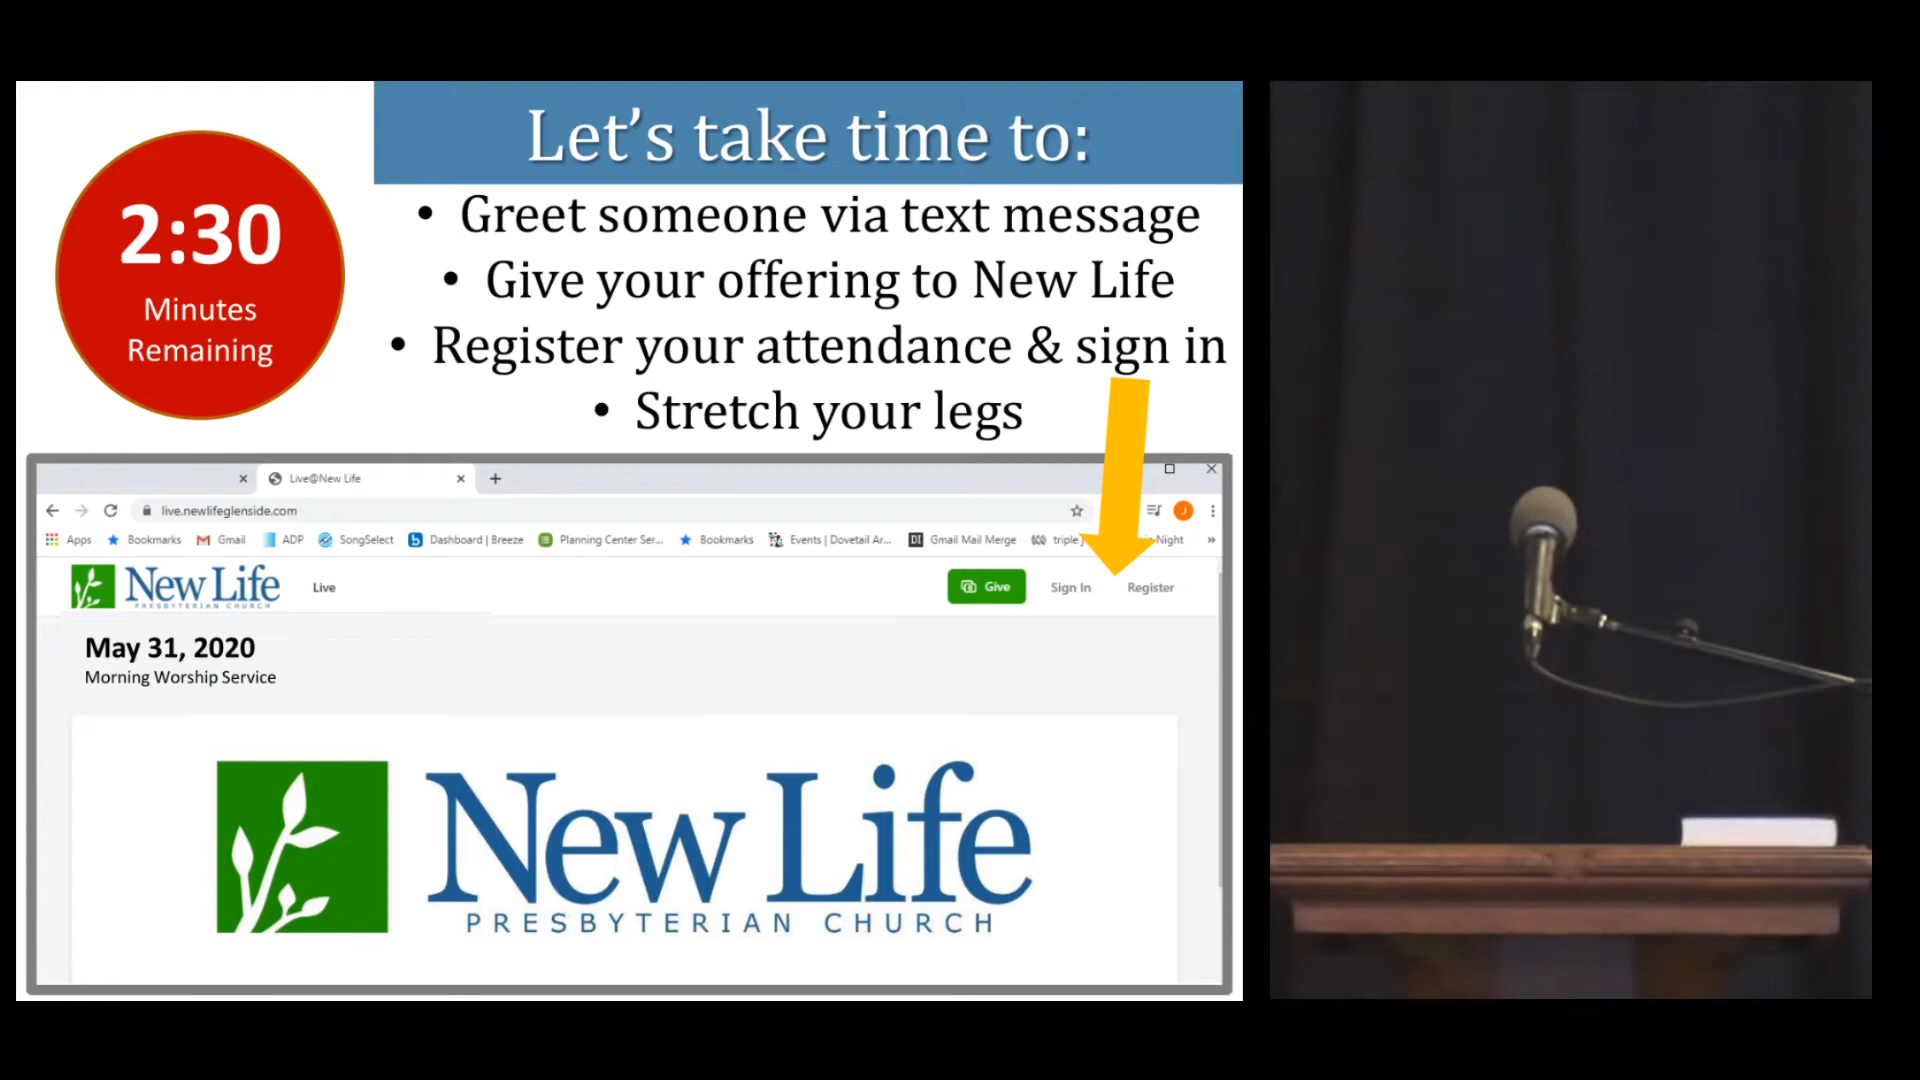 Let's take time to:
2:30
Minutes
Remaining
• Greet someone via text message
• Give your offering to New Life
• Register your attendance & sign in
• Stretch your legs
Live@New Life
live.newlifeglenside.com
J
Apps Bookmarks Gmail ADP SongSelect Dashboard | Breeze Planning Center Ser... Bookmarks Events | Dovetail Ar... Gmail Mail Merge triple Night »
New Life
PRESBYTERIAN CHURCH
Live
Give
Sign In
Register
May 31, 2020
Morning Worship Service
New Life
PRESBYTERIAN CHURCH